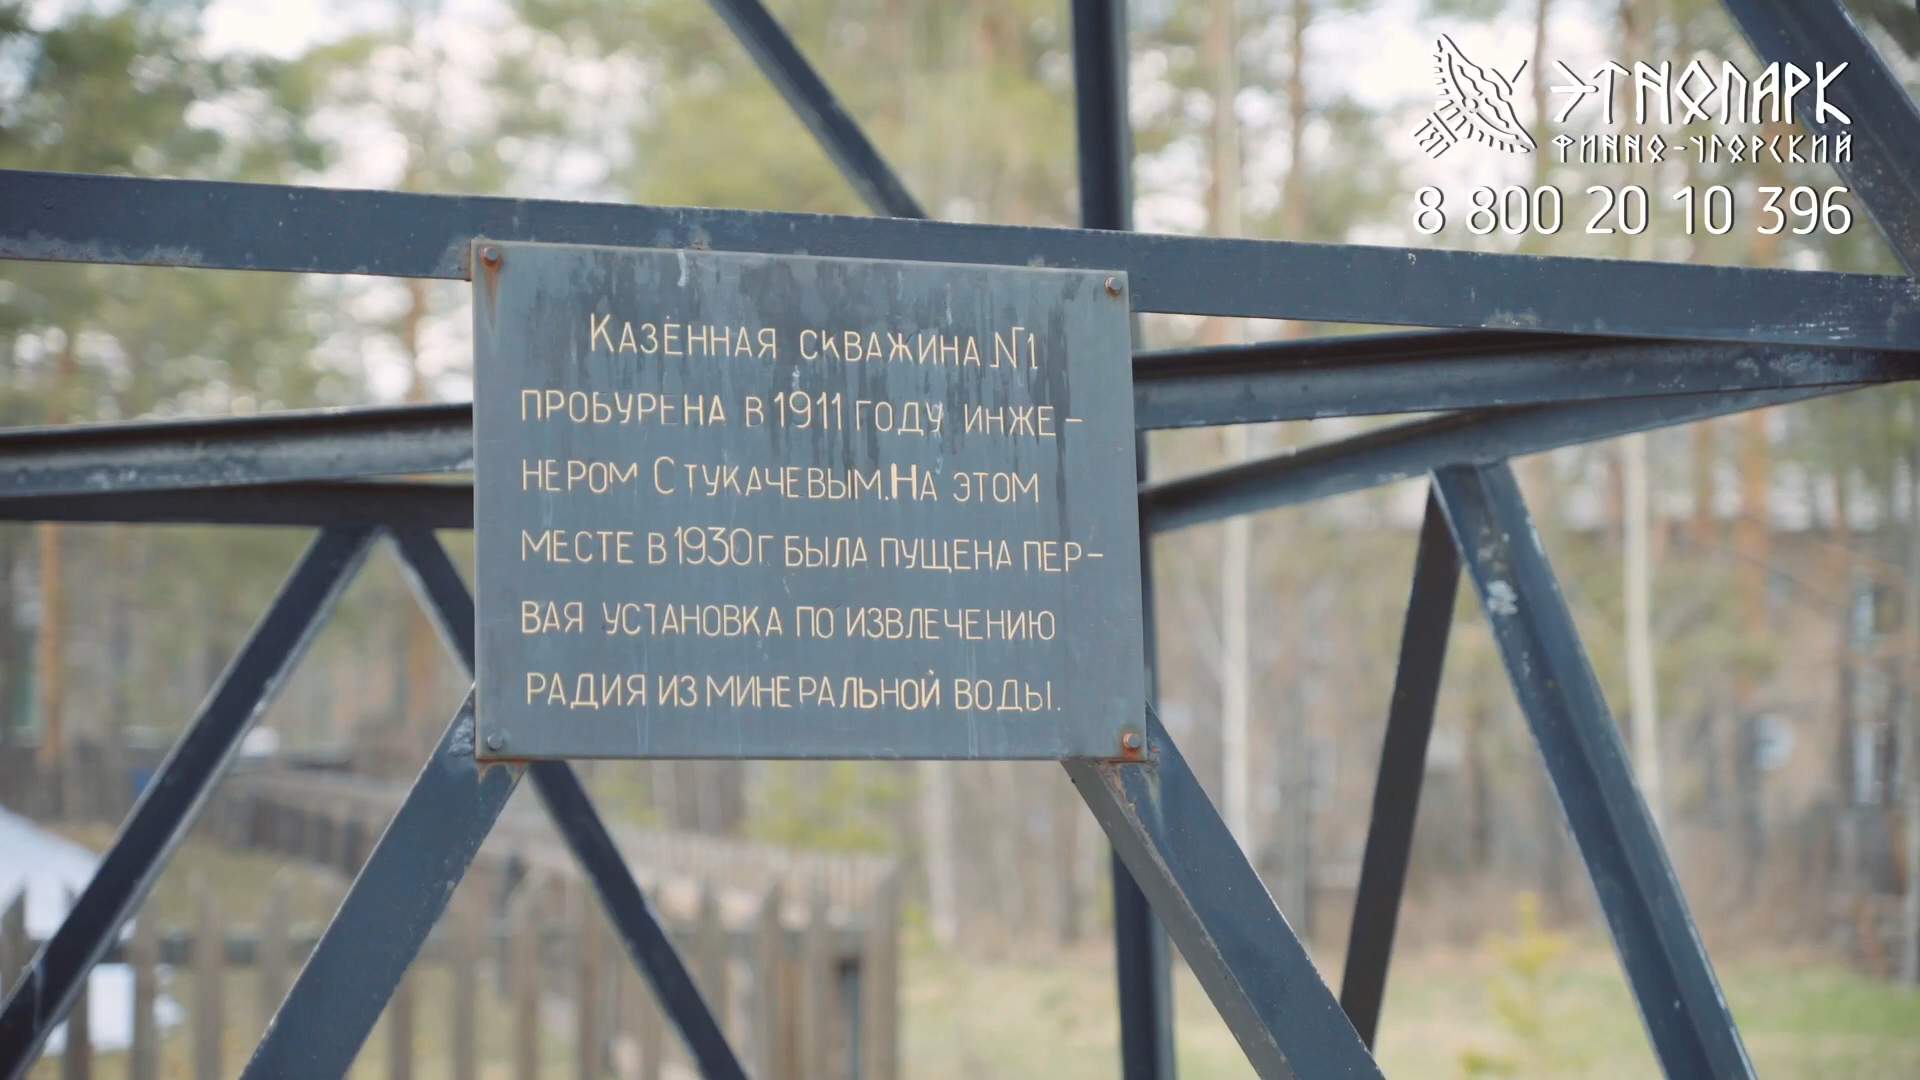 ЭТНОПАРК
ФИННО-УГОРСКИЙ
8 800 20 10 396
КАЗЁННАЯ СКВАЖИНА N1
ПРОБУРЕНА В 1911 ГОДУ ИНЖЕ-
НЕРОМ СТУКАЧЕВЫМ. НА ЭТОМ
МЕСТЕ В 1930 Г БЫЛА ПУЩЕНА ПЕР-
ВАЯ УСТАНОВКА ПО ИЗВЛЕЧЕНИЮ
РАДИЯ ИЗ МИНЕРАЛЬНОЙ ВОДЫ.